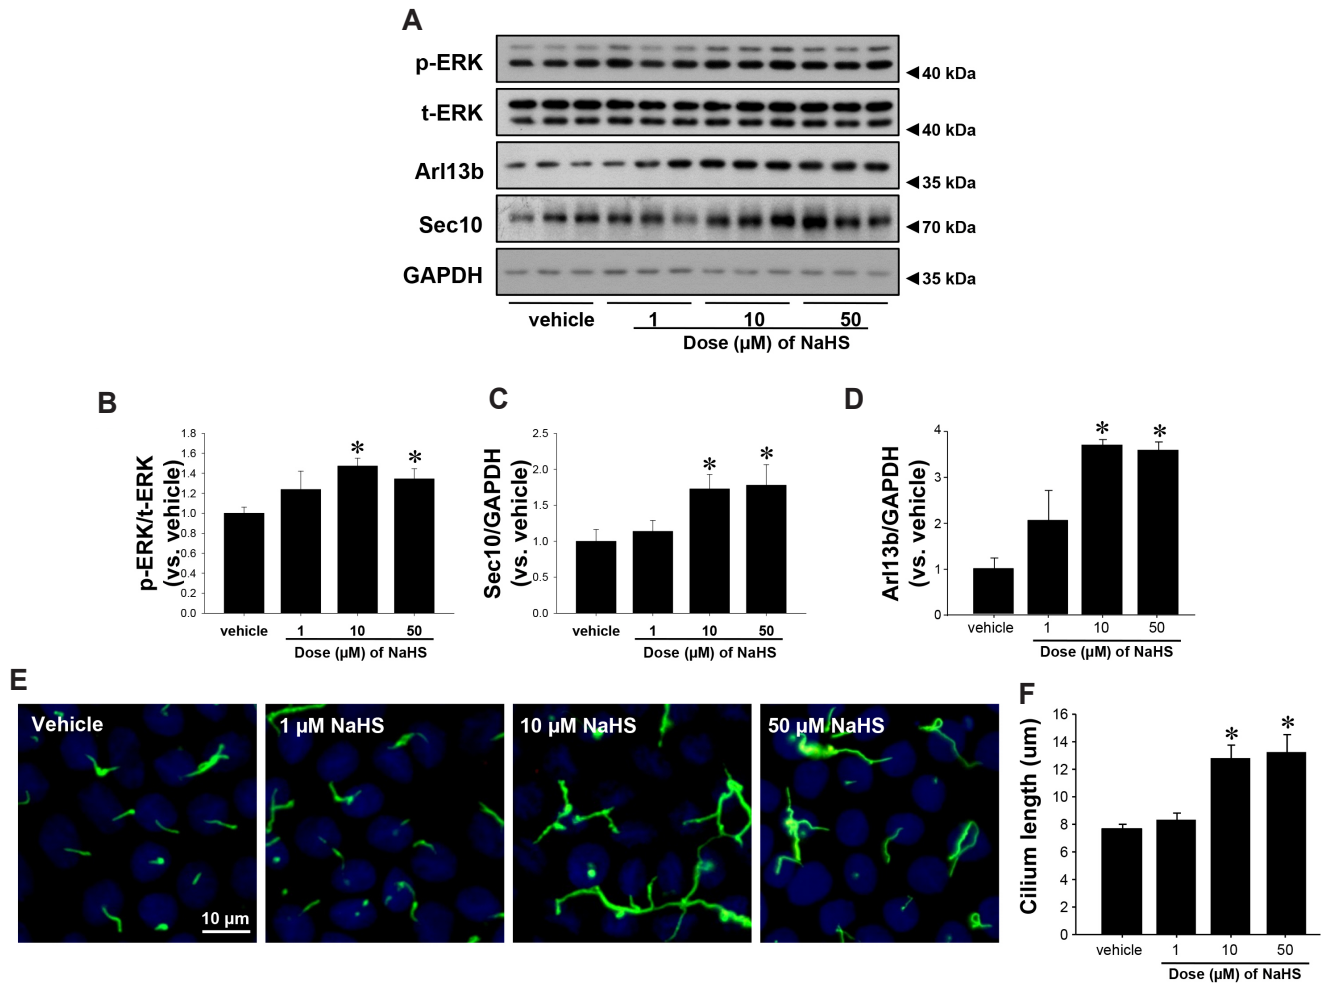 A
p-ERK
40 kDa
t-ERK
40 kDa
Arl13b
35 kDa
Sec10
70 kDa
GAPDH
35 kDa
vehicle 1 10 50
Dose (µM) of NaHS
B
p-ERK/t-ERK
(vs. vehicle)
1.8
1.6
1.4
1.2
1.0
0.8
0.6
0.4
0.2
0.0
* *
vehicle 1 10 50
Dose (µM) of NaHS
C
Sec10/GAPDH
(vs. vehicle)
2.5
2.0
1.5
1.0
0.5
0.0
* *
vehicle 1 10 50
Dose (µM) of NaHS
D
Arl13b/GAPDH
(vs. vehicle)
4
3
2
1
0
* *
vehicle 1 10 50
Dose (µM) of NaHS
E
Vehicle
10 µm
1 µM NaHS
10 µM NaHS
50 µM NaHS
F
Cilium length (um)
16
14
12
10
8
6
4
2
0
* *
vehicle 1 10 50
Dose (µM) of NaHS